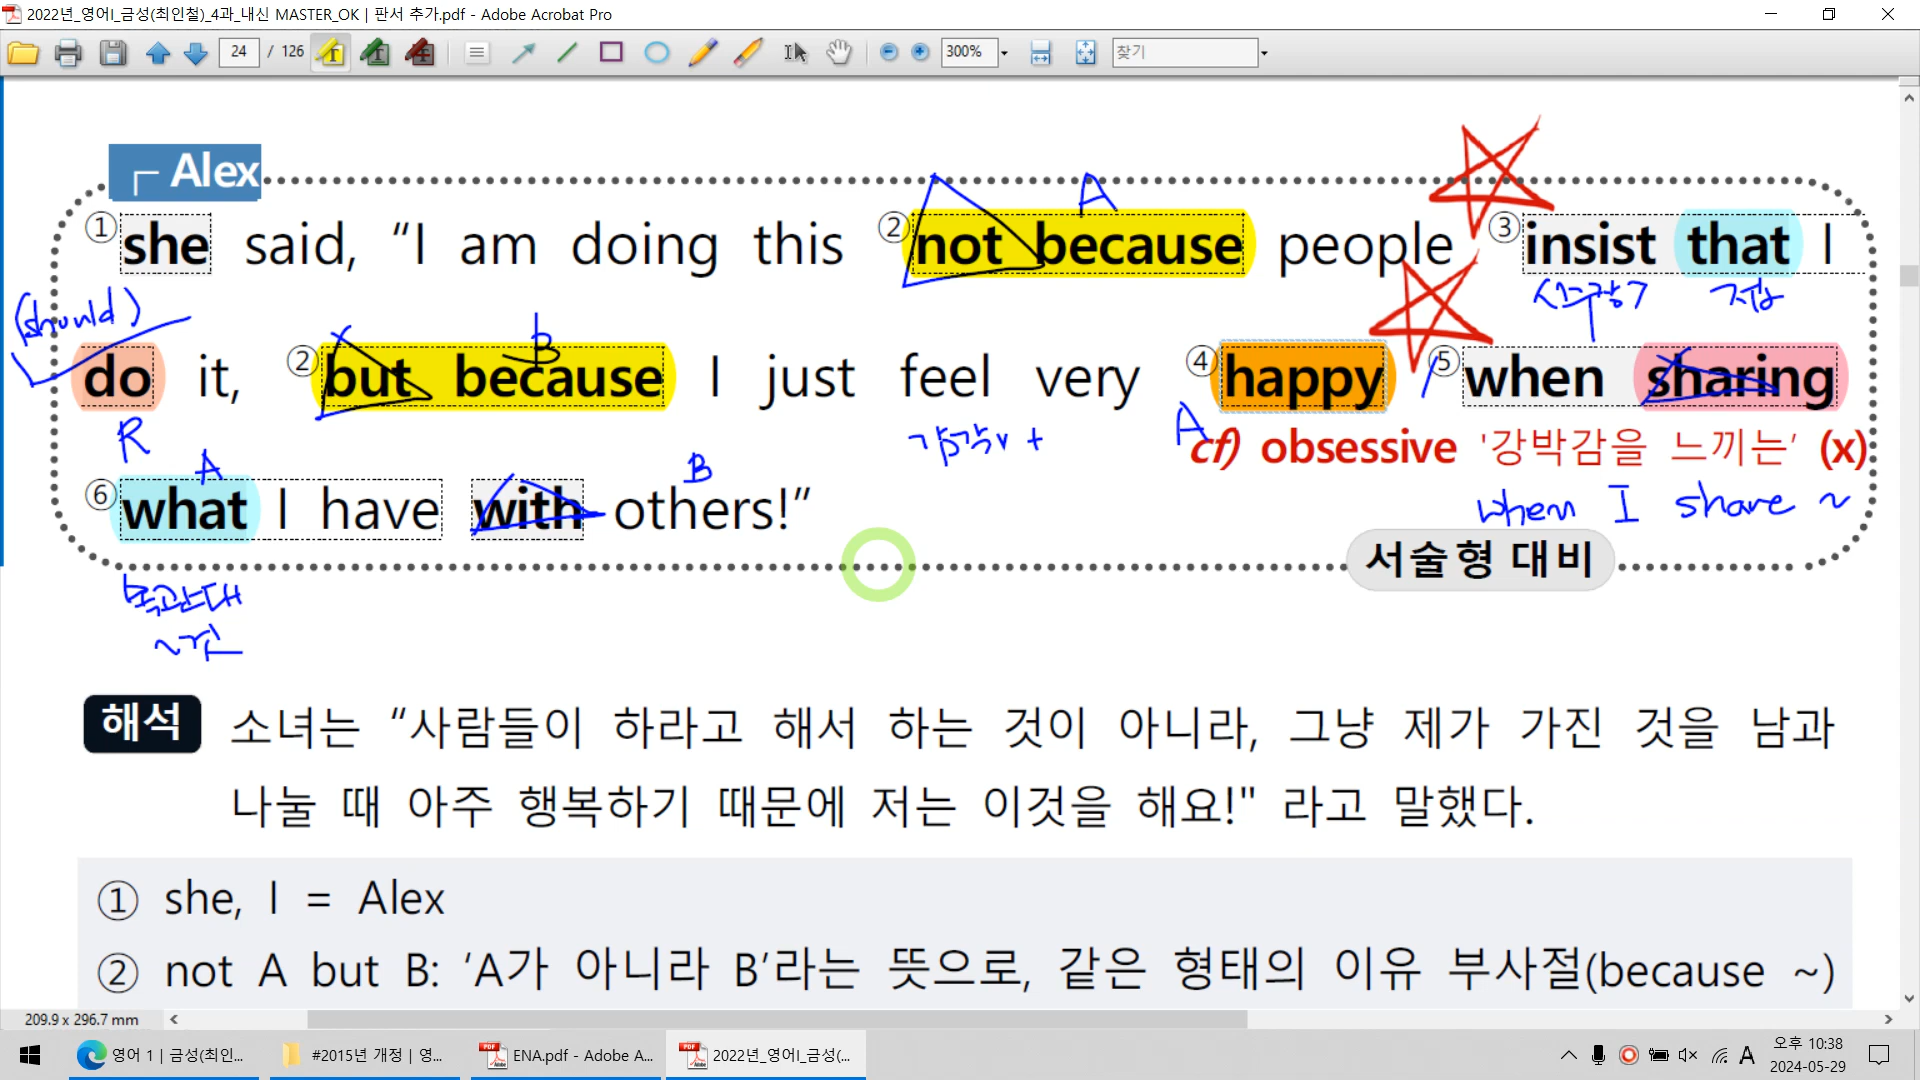 2022년_영어I_금성(최인철)_4과_내신 MASTER_OK | 판서 추가.pdf - Adobe Acrobat Pro
24 / 126 300% 찾기
┌ Alex
A
① she said, “I am doing this ② not because people ③ insist that I
접
(should)
B
do it, ② but because I just feel very ④ happy / ⑤ when sharing
R
감각v +
A
cf) obsessive '강박감을 느끼는' (x)
A
B
⑥ what I have with others!”
when I share ~
서술형 대비
복관대
~것
해석 소녀는 “사람들이 하라고 해서 하는 것이 아니라, 그냥 제가 가진 것을 남과
나눌 때 아주 행복하기 때문에 저는 이것을 해요!" 라고 말했다.
① she, I = Alex
② not A but B: ‘A가 아니라 B’라는 뜻으로, 같은 형태의 이유 부사절(because ~)
209.9 x 296.7 mm
영어 1 | 금성(최인... #2015년 개정 | 영... ENA.pdf - Adobe A... 2022년_영어I_금성(... A 오후 10:38
2024-05-29